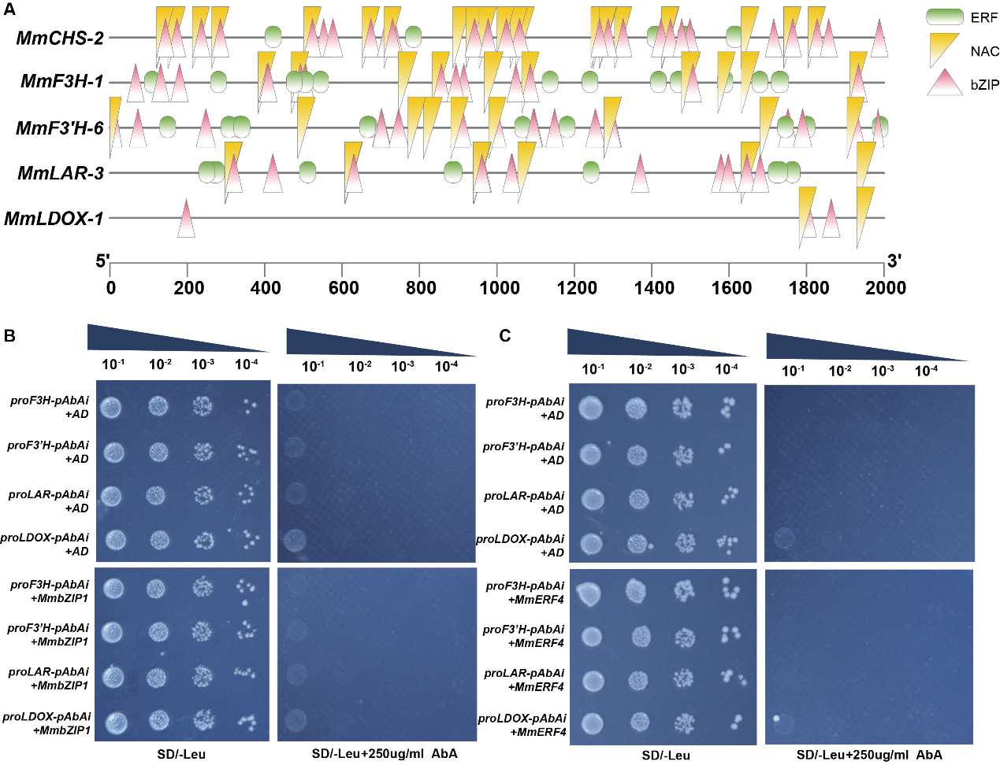 A
MmCHS-2
MmF3H-1
MmF3'H-6
MmLAR-3
MmLDOX-1
ERF
NAC
bZIP
5' 3'
0 200 400 600 800 1000 1200 1400 1600 1800 2000
B
10-1 10-2 10-3 10-4
10-1 10-2 10-3 10-4
proF3H-pAbAi
+AD
proF3’H-pAbAi
+AD
proLAR-pAbAi
+AD
proLDOX-pAbAi
+AD
proF3H-pAbAi
+MmbZIP1
proF3’H-pAbAi
+MmbZIP1
proLAR-pAbAi
+MmbZIP1
proLDOX-pAbAi
+MmbZIP1
SD/-Leu
SD/-Leu+250ug/ml AbA
C
10-1 10-2 10-3 10-4
10-1 10-2 10-3 10-4
proF3H-pAbAi
+AD
proF3’H-pAbAi
+AD
proLAR-pAbAi
+AD
proLDOX-pAbAi
+AD
proF3H-pAbAi
+MmERF4
proF3’H-pAbAi
+MmERF4
proLAR-pAbAi
+MmERF4
proLDOX-pAbAi
+MmERF4
SD/-Leu
SD/-Leu+250ug/ml AbA